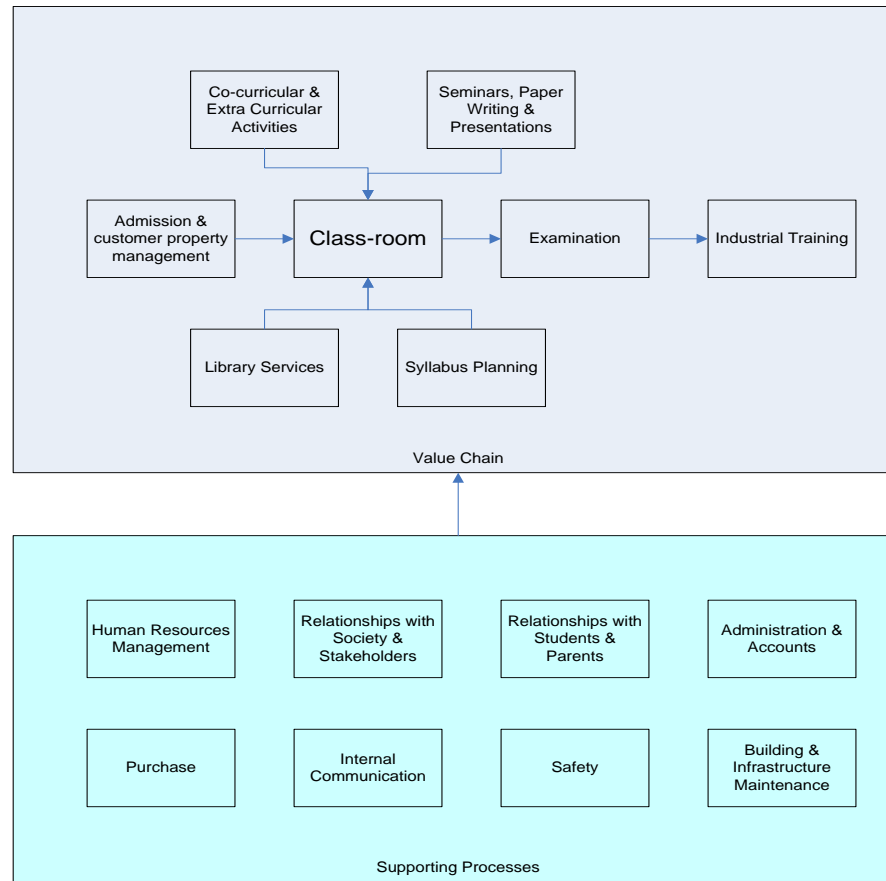 Co-curricular &
Extra Curricular
Activities
Seminars, Paper
Writing &
Presentations
Admission &
customer property
management
Class-room
Examination
Industrial Training
Library Services
Syllabus Planning
Value Chain
Human Resources
Management
Relationships with
Society &
Stakeholders
Relationships with
Students &
Parents
Administration &
Accounts
Purchase
Internal
Communication
Safety
Building &
Infrastructure
Maintenance
Supporting Processes